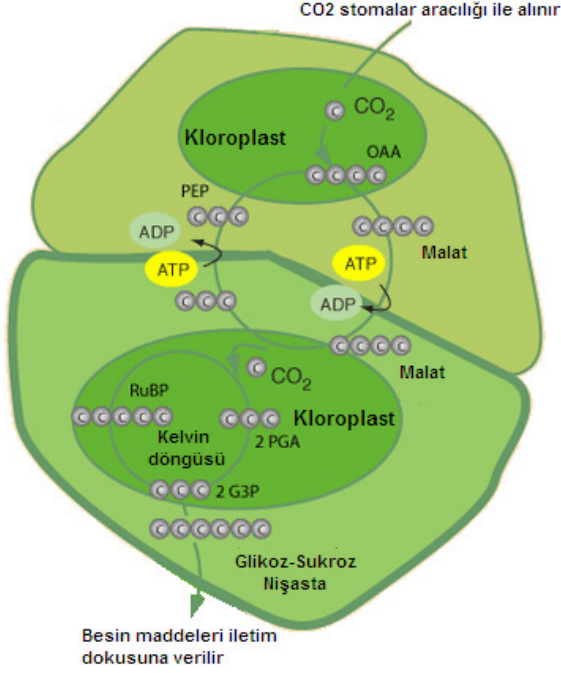 CO2 stomalar aracılığı ile alınır
C CO2
Kloroplast
OAA
C C C C
PEP
C C C
C C C C
ADP
Malat
ATP
ATP
C C C
ADP
C C C C
Malat
C CO2
RuBP
C C C C C
C C C
Kloroplast
Kelvin
döngüsü
2 PGA
C C C 2 G3P
C C C C C C
Glikoz-Sukroz
Nişasta
Besin maddeleri iletim
dokusuna verilir